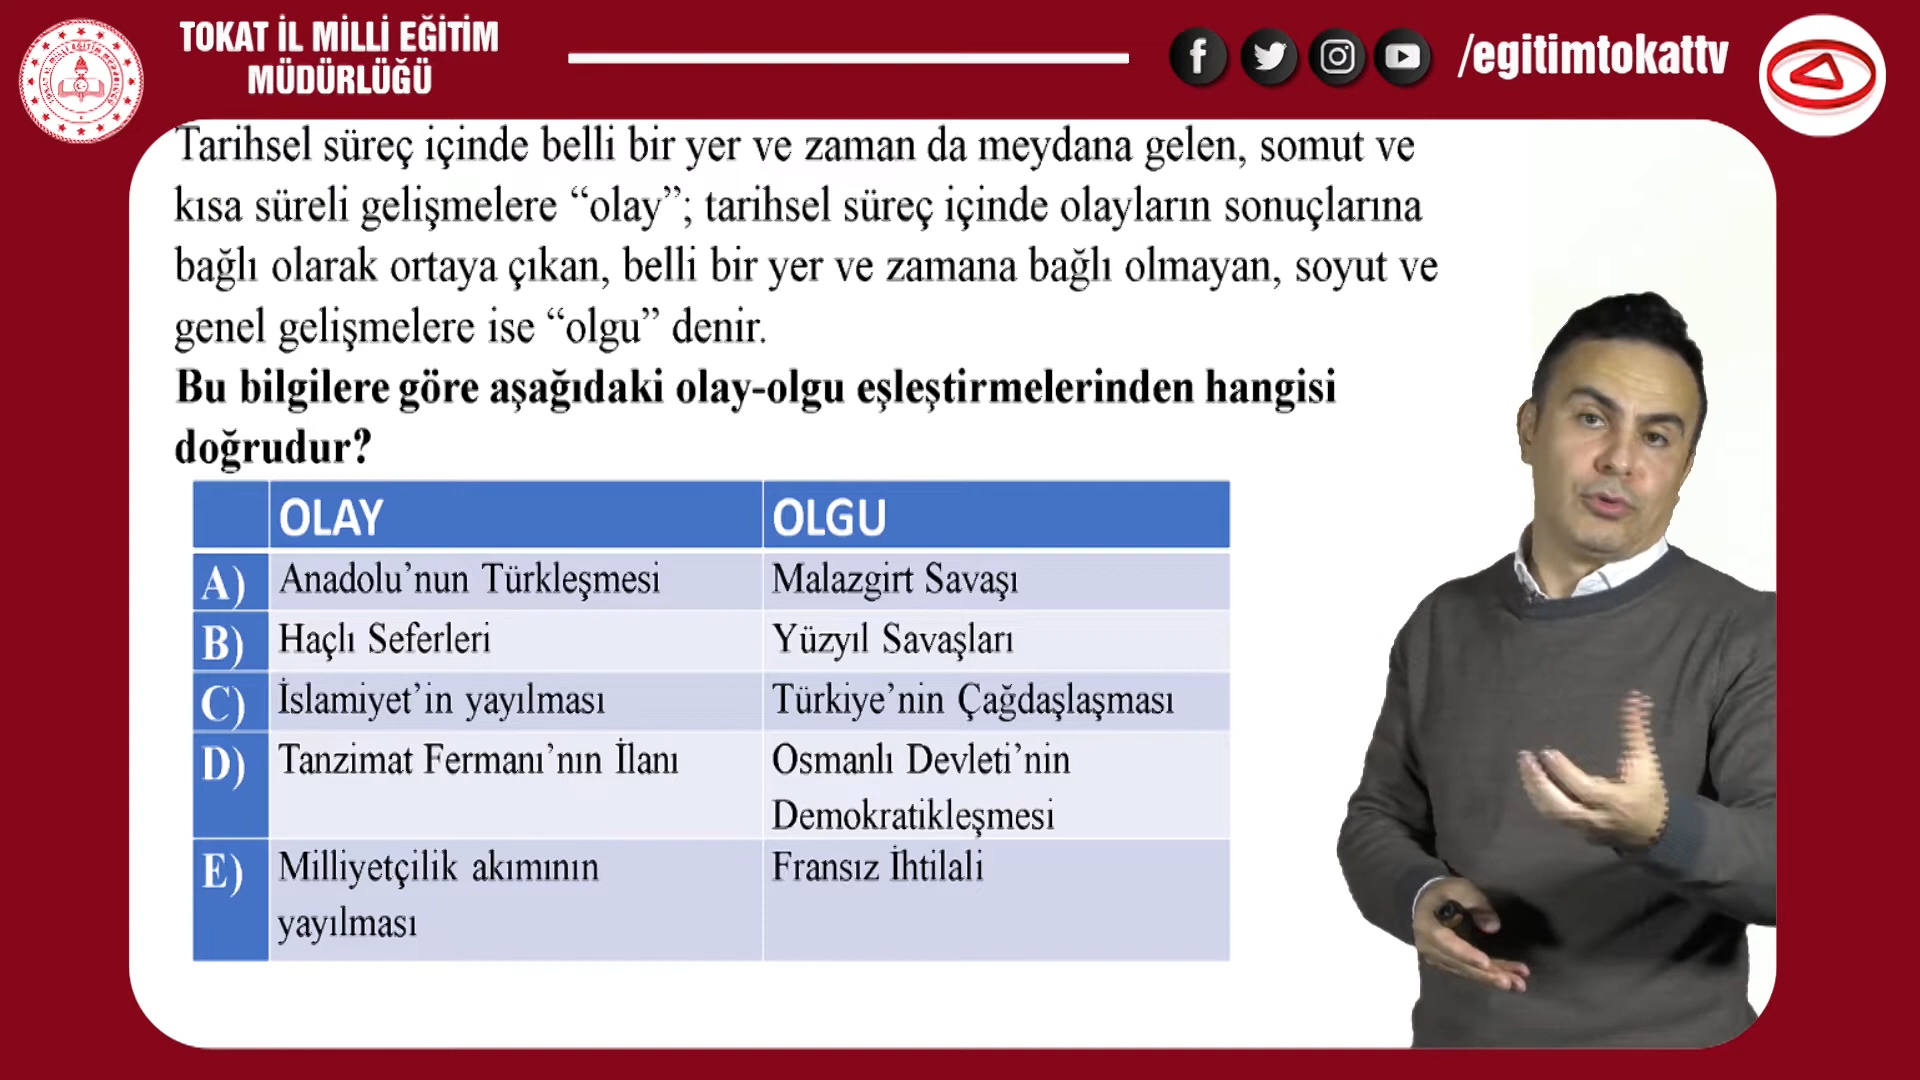 TOKAT İL MİLLİ EĞİTİM
MÜDÜRLÜĞÜ
/egitimtokattv
Tarihsel süreç içinde belli bir yer ve zaman da meydana gelen, somut ve
kısa süreli gelişmelere “olay”; tarihsel süreç içinde olayların sonuçlarına
bağlı olarak ortaya çıkan, belli bir yer ve zamana bağlı olmayan, soyut ve
genel gelişmelere ise “olgu” denir.
Bu bilgilere göre aşağıdaki olay-olgu eşleştirmelerinden hangisi
doğrudur?
OLAY OLGU
A) Anadolu’nun Türkleşmesi Malazgirt Savaşı
B) Haçlı Seferleri Yüzyıl Savaşları
C) İslamiyet’in yayılması Türkiye’nin Çağdaşlaşması
D) Tanzimat Fermanı’nın İlanı Osmanlı Devleti’nin
Demokratikleşmesi
E) Milliyetçilik akımının Fransız İhtilali
yayılması